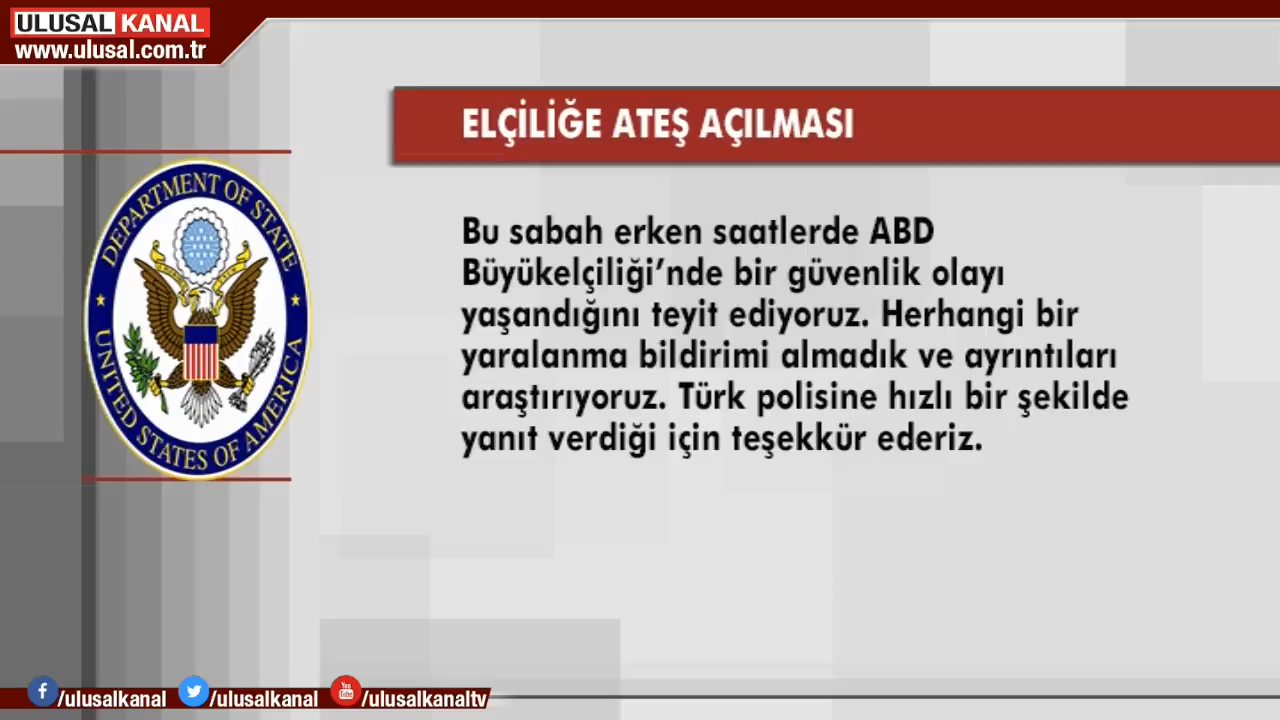 ULUSAL KANAL
www.ulusal.com.tr
ELÇİLİĞE ATEŞ AÇILMASI
DEPARTMENT OF STATE
UNITED STATES OF AMERICA
Bu sabah erken saatlerde ABD
Büyükelçiliği’nde bir güvenlik olayı
yaşandığını teyit ediyoruz. Herhangi bir
yaralanma bildirimi almadık ve ayrıntıları
araştırıyoruz. Türk polisine hızlı bir şekilde
yanıt verdiği için teşekkür ederiz.
/ulusalkanal /ulusalkanal You Tube /ulusalkanaltv